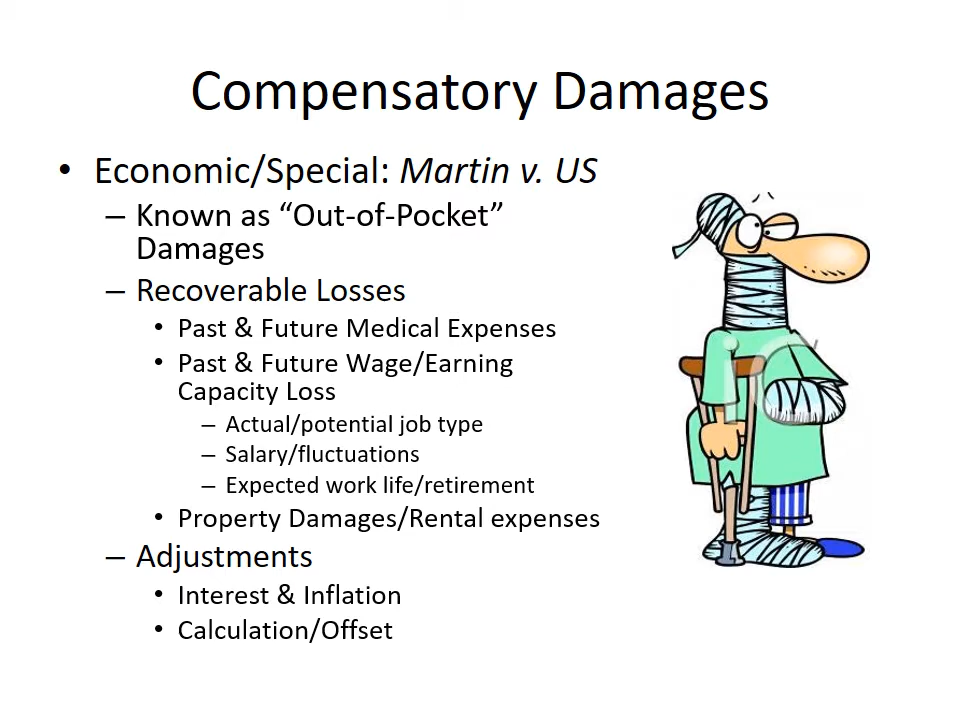 Compensatory Damages
• Economic/Special: Martin v. US
– Known as “Out-of-Pocket”
Damages
– Recoverable Losses
• Past & Future Medical Expenses
• Past & Future Wage/Earning
Capacity Loss
– Actual/potential job type
– Salary/fluctuations
– Expected work life/retirement
• Property Damages/Rental expenses
– Adjustments
• Interest & Inflation
• Calculation/Offset